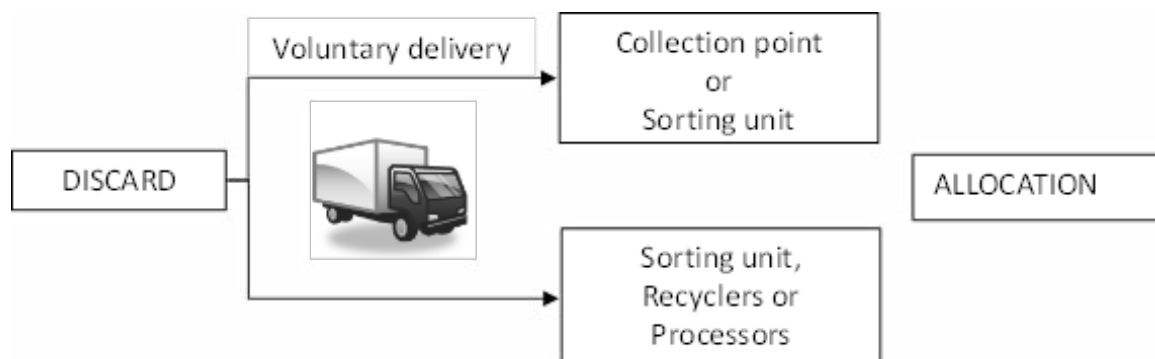 Voluntary delivery
Collection point
or
Sorting unit
DISCARD
ALLOCATION
Sorting unit,
Recyclers or
Processors